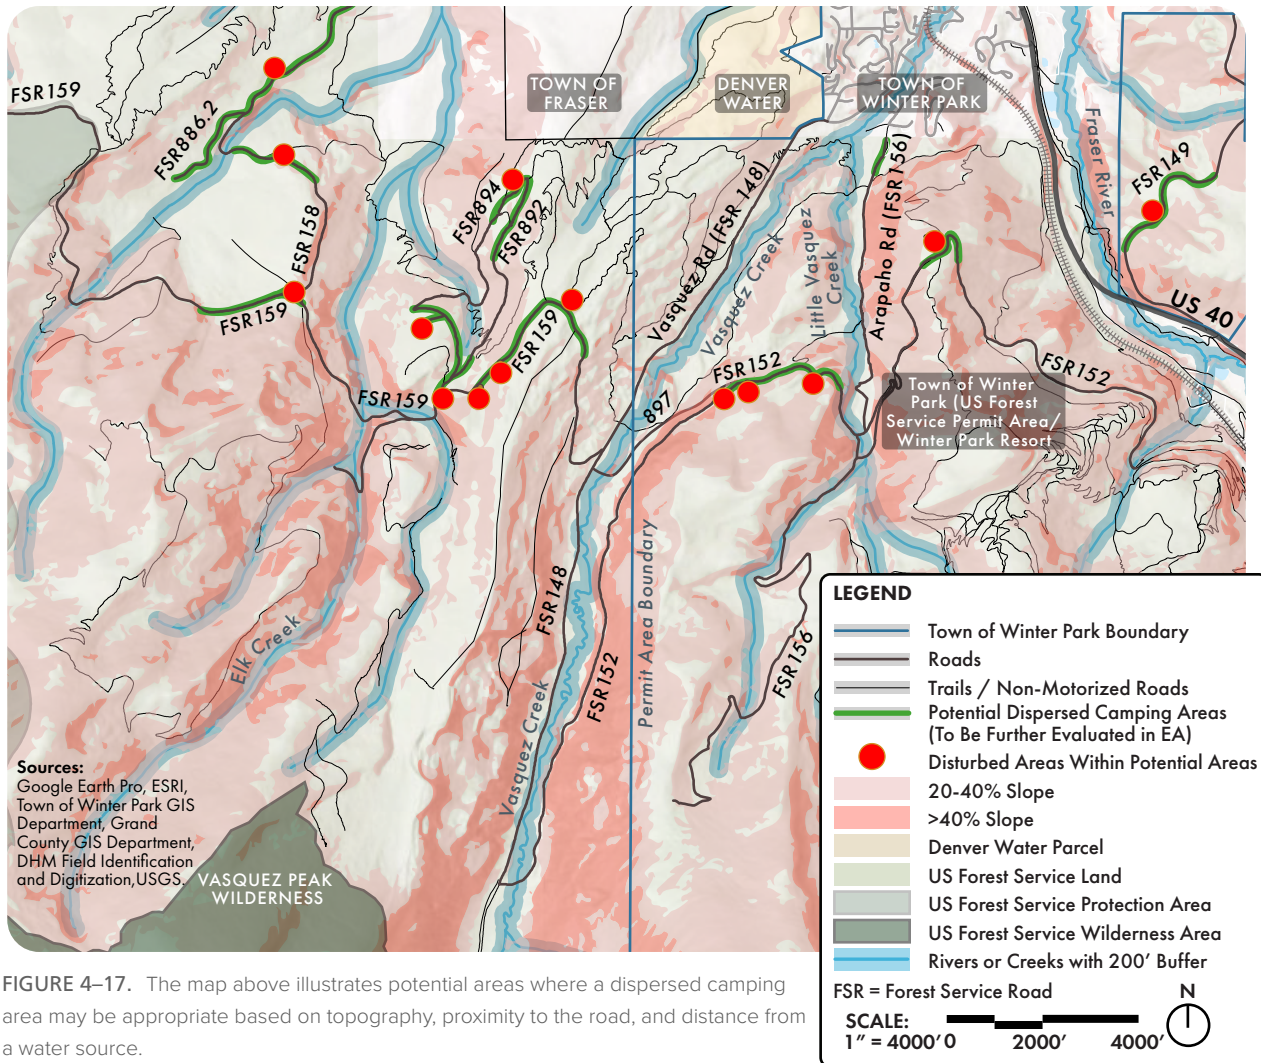 FSR159
FSR886.2
TOWN OF
FRASER
DENVER
WATER
TOWN OF
WINTER PARK
Fraser River
FSR149
FSR894
FSR892
FSR158
FSR159
Vasquez Rd (FSR 148)
Vasquez Creek
Little Vasquez
Creek
Arapaho Rd (FSR 156)
US 40
FSR159
FSR159
FSR152
FSR152
897
Town of Winter
Park (US Forest
Service Permit Area/
Winter Park Resort
Permit Area Boundary
FSR148
FSR152
FSR156
Elk Creek
Vasquez Creek
VASQUEZ PEAK
WILDERNESS
Sources:
Google Earth Pro, ESRI,
Town of Winter Park GIS
Department, Grand
County GIS Department,
DHM Field Identification
and Digitization,USGS.
LEGEND
Town of Winter Park Boundary
Roads
Trails / Non-Motorized Roads
Potential Dispersed Camping Areas
(To Be Further Evaluated in EA)
Disturbed Areas Within Potential Areas
20-40% Slope
>40% Slope
Denver Water Parcel
US Forest Service Land
US Forest Service Protection Area
US Forest Service Wilderness Area
Rivers or Creeks with 200' Buffer
FSR = Forest Service Road
N
SCALE:
1" = 4000' 0 2000' 4000'
FIGURE 4–17. The map above illustrates potential areas where a dispersed camping
area may be appropriate based on topography, proximity to the road, and distance from
a water source.